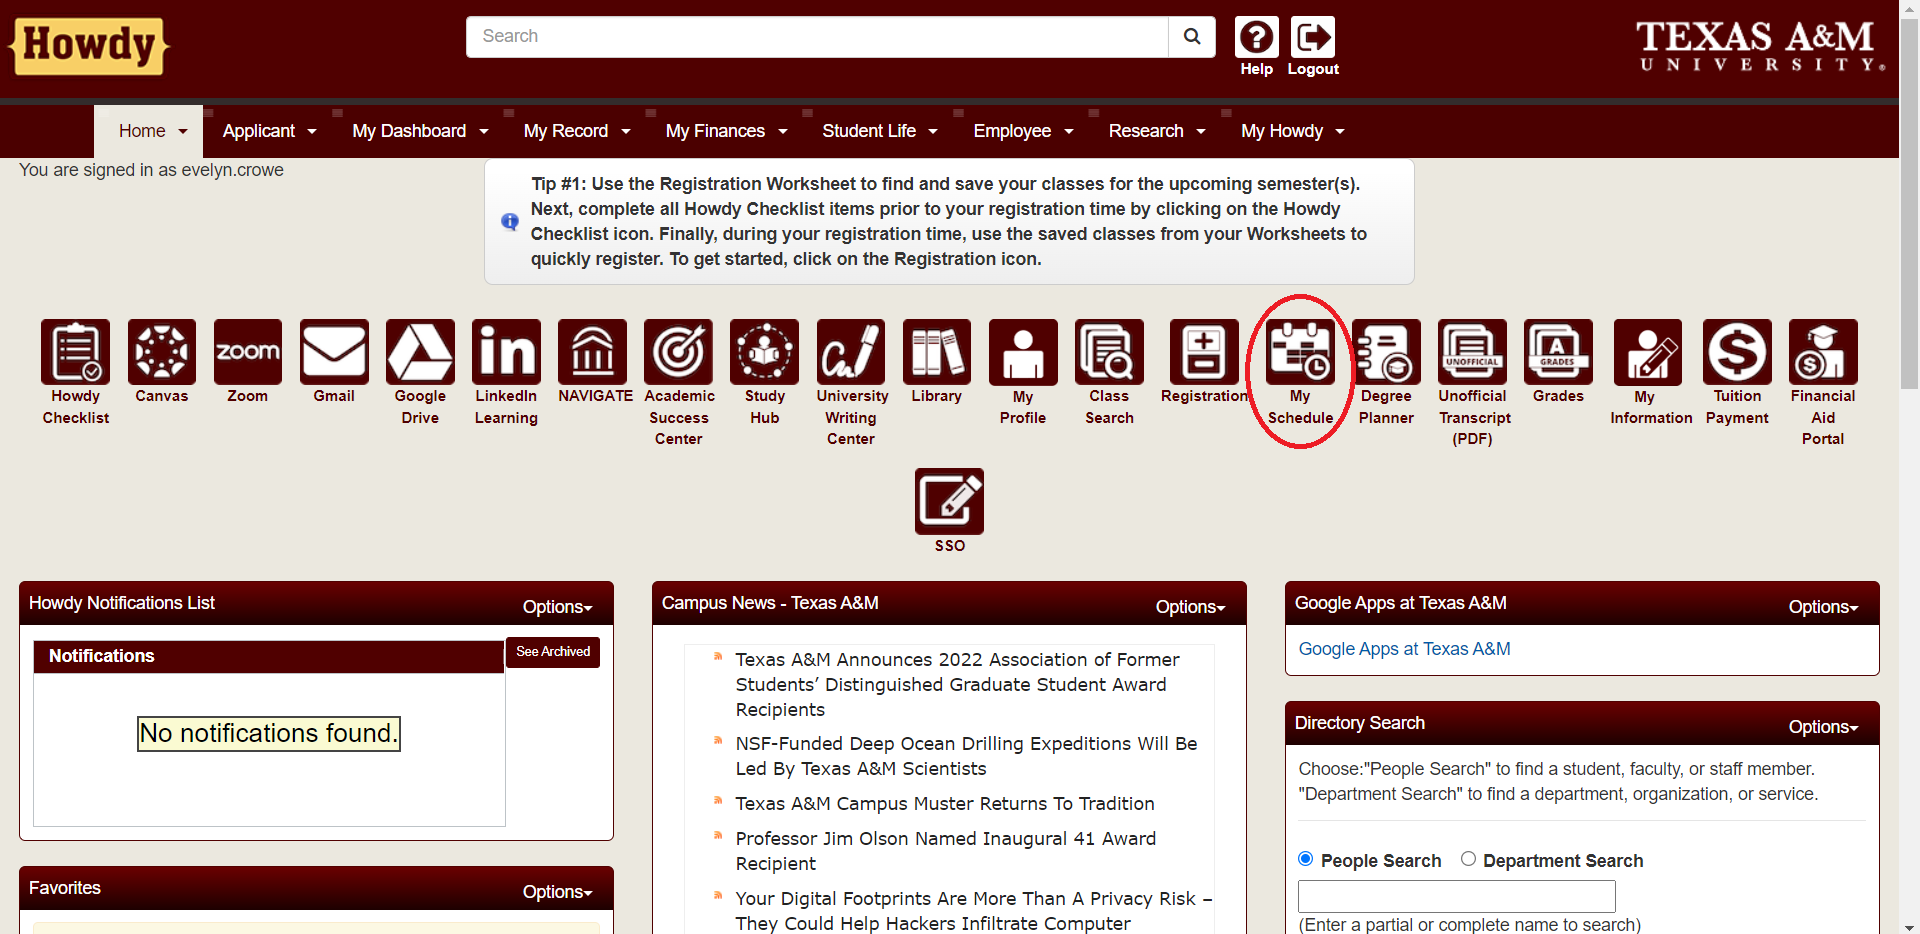 Howdy
Search
Help
Logout
TEXAS A&M
UNIVERSITY.
Home
Applicant
My Dashboard
My Record
My Finances
Student Life
Employee
Research
My Howdy
You are signed in as evelyn.crowe
Tip #1: Use the Registration Worksheet to find and save your classes for the upcoming semester(s).
Next, complete all Howdy Checklist items prior to your registration time by clicking on the Howdy
Checklist icon. Finally, during your registration time, use the saved classes from your Worksheets to
quickly register. To get started, click on the Registration icon.
Howdy
Checklist
Canvas
zoom
Zoom
Gmail
Google
Drive
in
LinkedIn
Learning
NAVIGATE
Academic
Success
Center
Study
Hub
University
Writing
Center
Library
My
Profile
Class
Search
Registration
My
Schedule
Degree
Planner
UNOFFICIAL
Unofficial
Transcript
(PDF)
A
GRADES
Grades
My
Information
$
Tuition
Payment
$
Financial
Aid
Portal
SSO
Howdy Notifications List
Options
Notifications
See Archived
No notifications found.
Favorites
Options
Campus News - Texas A&M
Options
Texas A&M Announces 2022 Association of Former
Students’ Distinguished Graduate Student Award
Recipients
NSF-Funded Deep Ocean Drilling Expeditions Will Be
Led By Texas A&M Scientists
Texas A&M Campus Muster Returns To Tradition
Professor Jim Olson Named Inaugural 41 Award
Recipient
Your Digital Footprints Are More Than A Privacy Risk –
They Could Help Hackers Infiltrate Computer
Google Apps at Texas A&M
Options
Google Apps at Texas A&M
Directory Search
Options
Choose:"People Search" to find a student, faculty, or staff member.
"Department Search" to find a department, organization, or service.
People Search
Department Search
(Enter a partial or complete name to search)